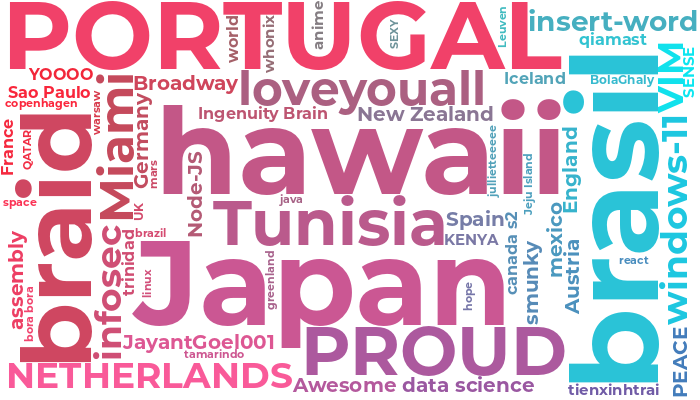 PORTUGAL
world
whonix
anime
SEXY
Leuven
insert-word
qiamast
YOOOO
Sao Paulo
copenhagen
warsaw
Broadway
loveyouall
Iceland
BolaGhaly
VIM
SENSE
France
QATAR
braid
Miami
Germany
mars
Ingenuity Brain
New Zealand
hawaii
jullietteeeee
Jeju Island
England
brasil
windows-11
space
UK
Node-JS
java
Tunisia
Spain
KENYA
canada s2
mexico
brazil
assembly
bora bora
infosec
trinidad
linux
Japan
greenland
hope
smunky
Austria
react
JayantGoel001
tamarindo
PROUD
PEACE
NETHERLANDS
Awesome data science
tienxinhtrai